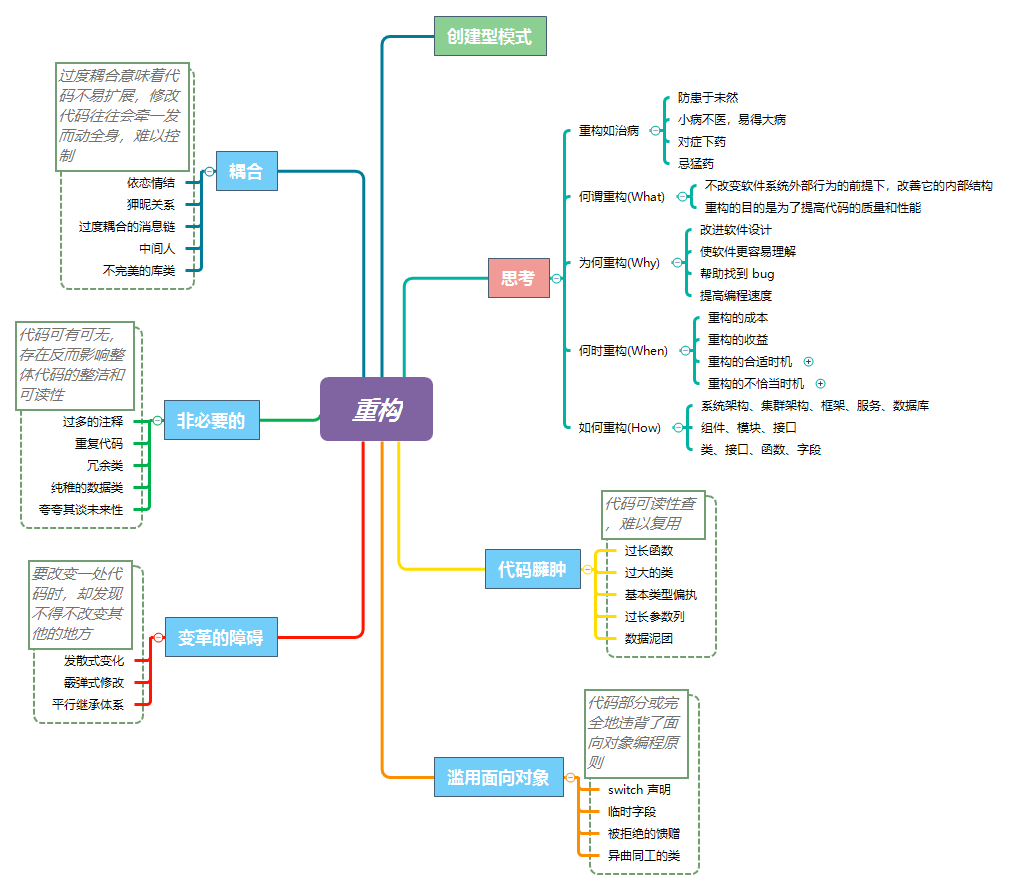 重构
创建型模式
思考
重构如治病
防患于未然
小病不医，易得大病
对症下药
忌猛药
何谓重构(What)
不改变软件系统外部行为的前提下，改善它的内部结构
重构的目的是为了提高代码的质量和性能
为何重构(Why)
改进软件设计
使软件更容易理解
帮助找到 bug
提高编程速度
何时重构(When)
重构的成本
重构的收益
重构的合适时机
重构的不恰当时机
如何重构(How)
系统架构、集群架构、框架、服务、数据库
组件、模块、接口
类、接口、函数、字段
代码臃肿
代码可读性查
，难以复用
过长函数
过大的类
基本类型偏执
过长参数列
数据泥团
滥用面向对象
代码部分或完
全地违背了面
向对象编程原
则
switch 声明
临时字段
被拒绝的馈赠
异曲同工的类
耦合
过度耦合意味着代
码不易扩展，修改
代码往往会牵一发
而动全身，难以控
制
依恋情结
狎昵关系
过度耦合的消息链
中间人
不完美的库类
非必要的
代码可有可无，
存在反而影响整
体代码的整洁和
可读性
过多的注释
重复代码
冗余类
纯稚的数据类
夸夸其谈未来性
变革的障碍
要改变一处代
码时，却发现
不得不改变其
他的地方
发散式变化
霰弹式修改
平行继承体系